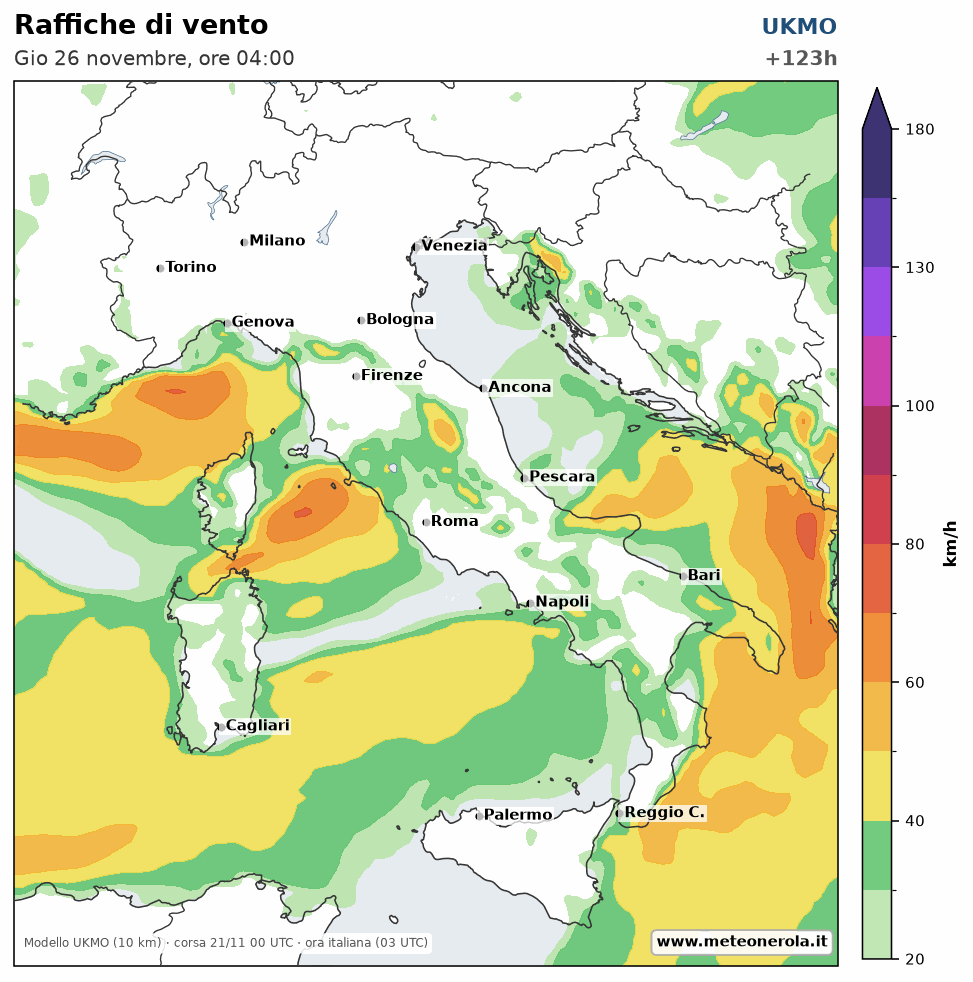 Raffiche di vento
UKMO
Gio 26 novembre, ore 04:00
+123h
180
Milano
Venezia
Torino
130
Genova
Bologna
Firenze
Ancona
100
Pescara
Roma
80
km/h
Bari
Napoli
60
Cagliari
Palermo
Reggio C.
40
Modello UKMO (10 km) · corsa 21/11 00 UTC · ora italiana (03 UTC)
www.meteonerola.it
20